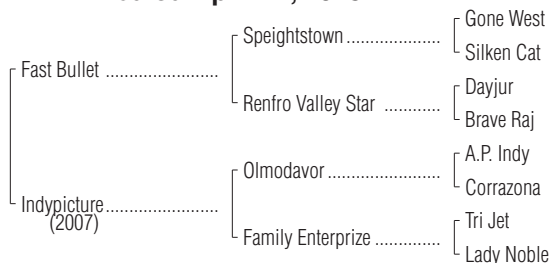 Gone West
Speightstown
Silken Cat
Fast Bullet
Dayjur
Renfro Valley Star
Brave Raj
A.P. Indy
Olmodavor
Corrazona
Indypicture
(2007)
Tri Jet
Family Enterprize
Lady Noble